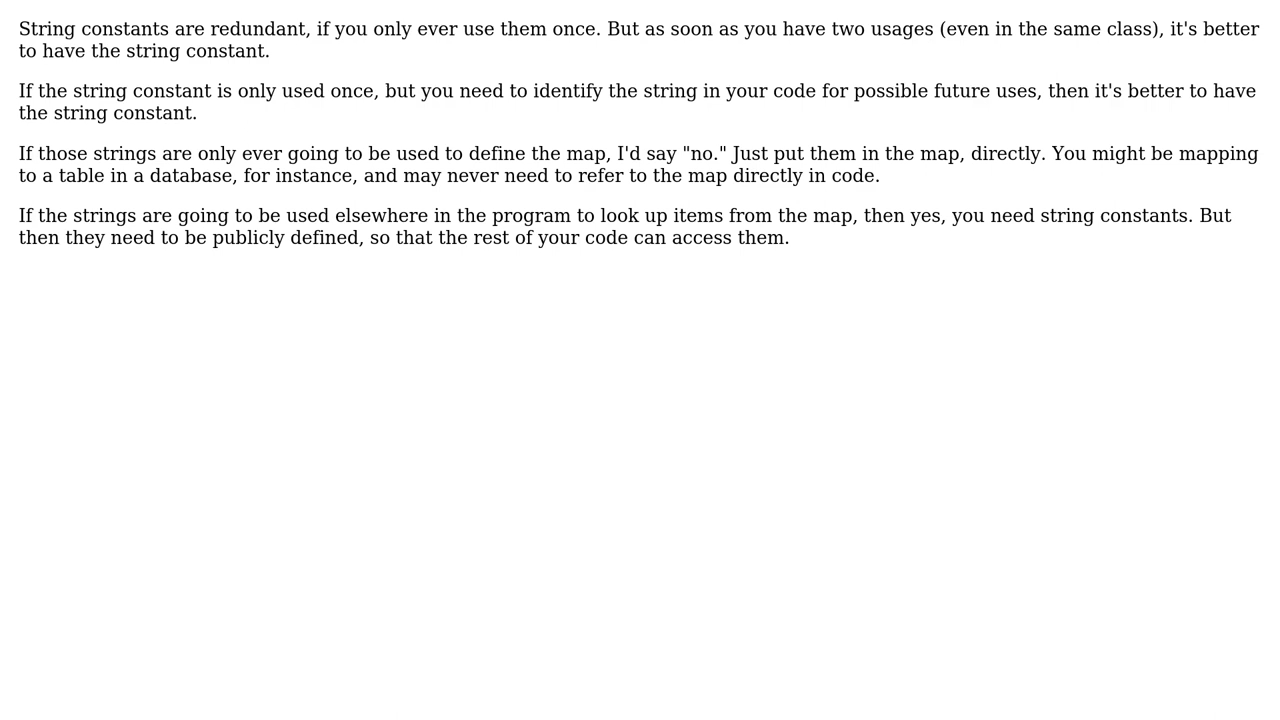 String constants are redundant, if you only ever use them once. But as soon as you have two usages (even in the same class), it's better
to have the string constant.
If the string constant is only used once, but you need to identify the string in your code for possible future uses, then it's better to have
the string constant.
If those strings are only ever going to be used to define the map, I'd say "no." Just put them in the map, directly. You might be mapping
to a table in a database, for instance, and may never need to refer to the map directly in code.
If the strings are going to be used elsewhere in the program to look up items from the map, then yes, you need string constants. But
then they need to be publicly defined, so that the rest of your code can access them.